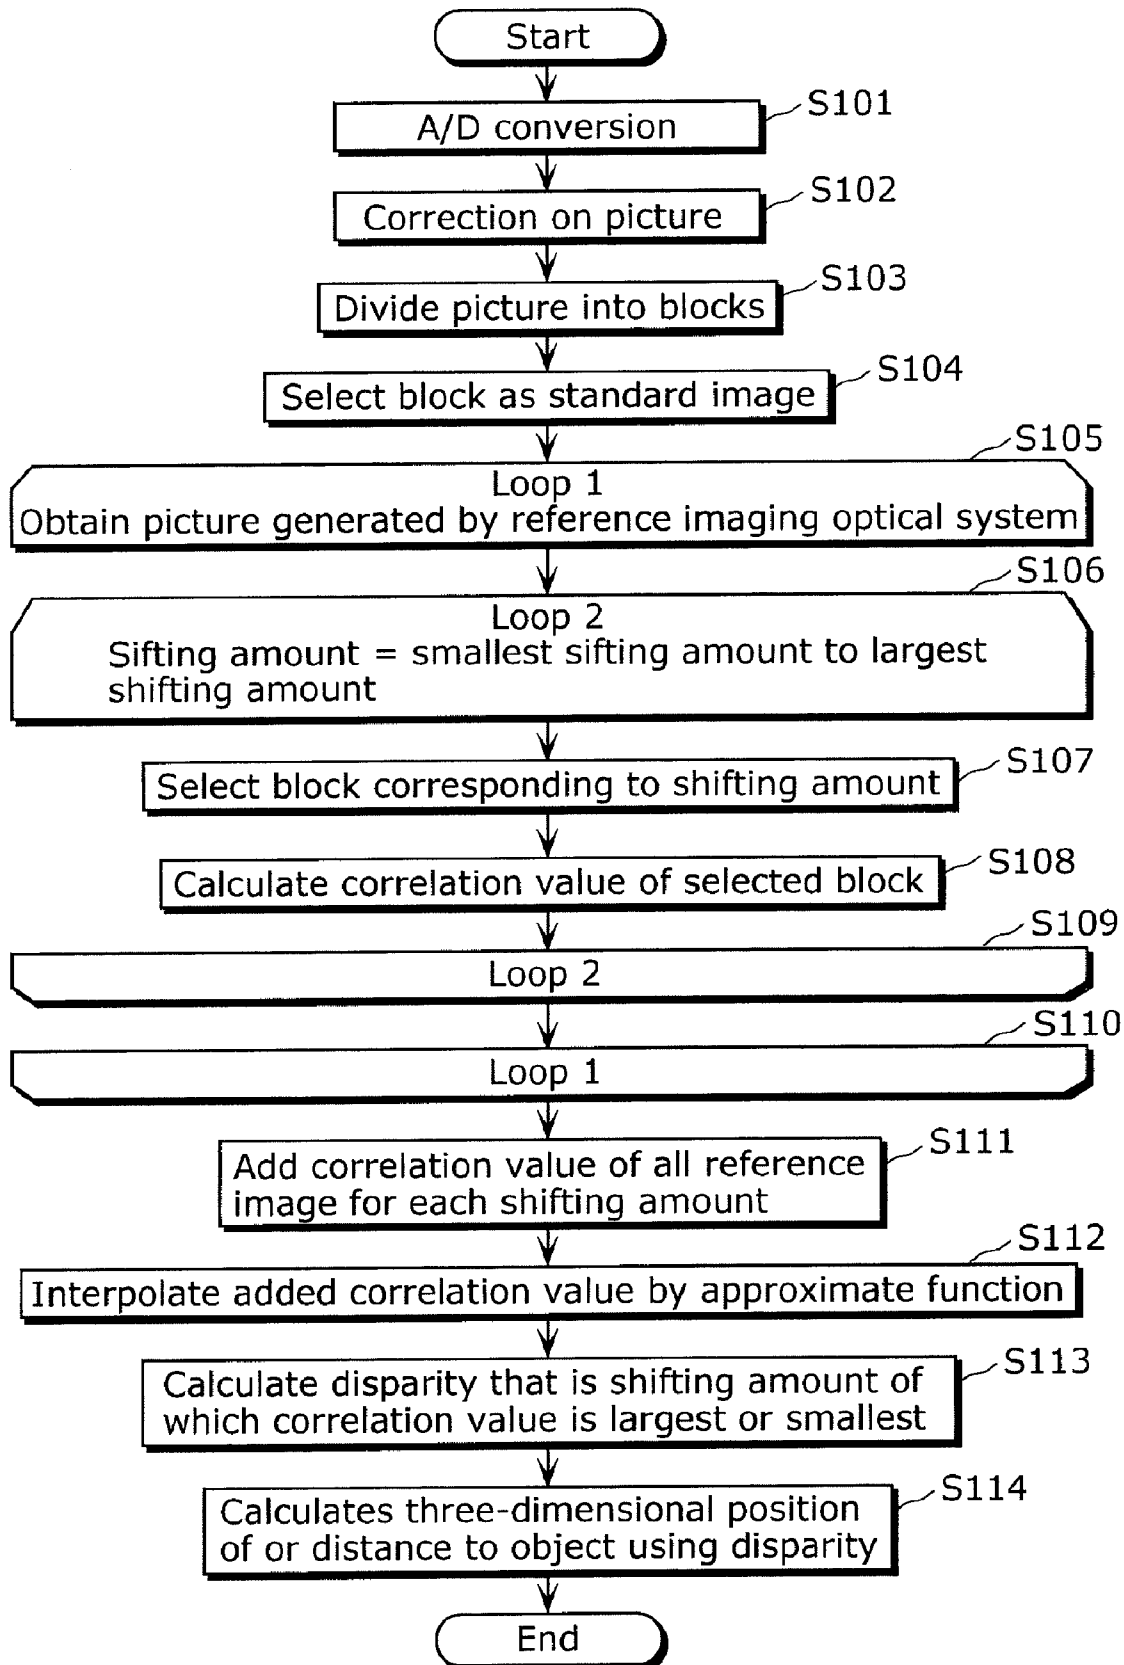 Start
S101
A/D conversion
S102
Correction on picture
S103
Divide picture into blocks
S104
Select block as standard image
S105
Loop 1
Obtain picture generated by reference imaging optical system
S106
Loop 2
Sifting amount = smallest sifting amount to largest
shifting amount
S107
Select block corresponding to shifting amount
S108
Calculate correlation value of selected block
S109
Loop 2
S110
Loop 1
S111
Add correlation value of all reference
image for each shifting amount
S112
Interpolate added correlation value by approximate function
S113
Calculate disparity that is shifting amount of
which correlation value is largest or smallest
S114
Calculates three-dimensional position
of or distance to object using disparity
End